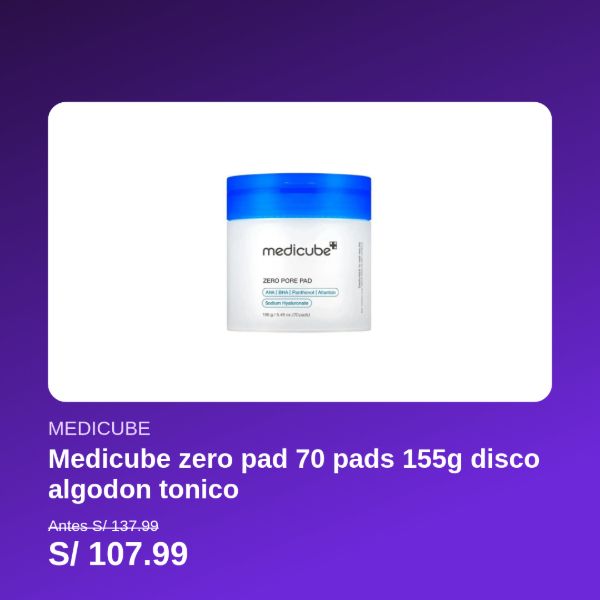 medicube
ZERO PORE PAD
AHA | BHA | Panthenol | Allantoin
Sodium Hyaluronate
MEDICUBE
Medicube zero pad 70 pads 155g disco
algodon tonico
Antes S/ 137.99
S/ 107.99